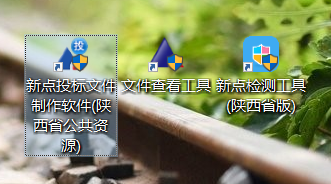 投
新点投标文件
制作软件(陕
西省公共资
源)
文件查看工具
新点检测工具
(陕西省版)